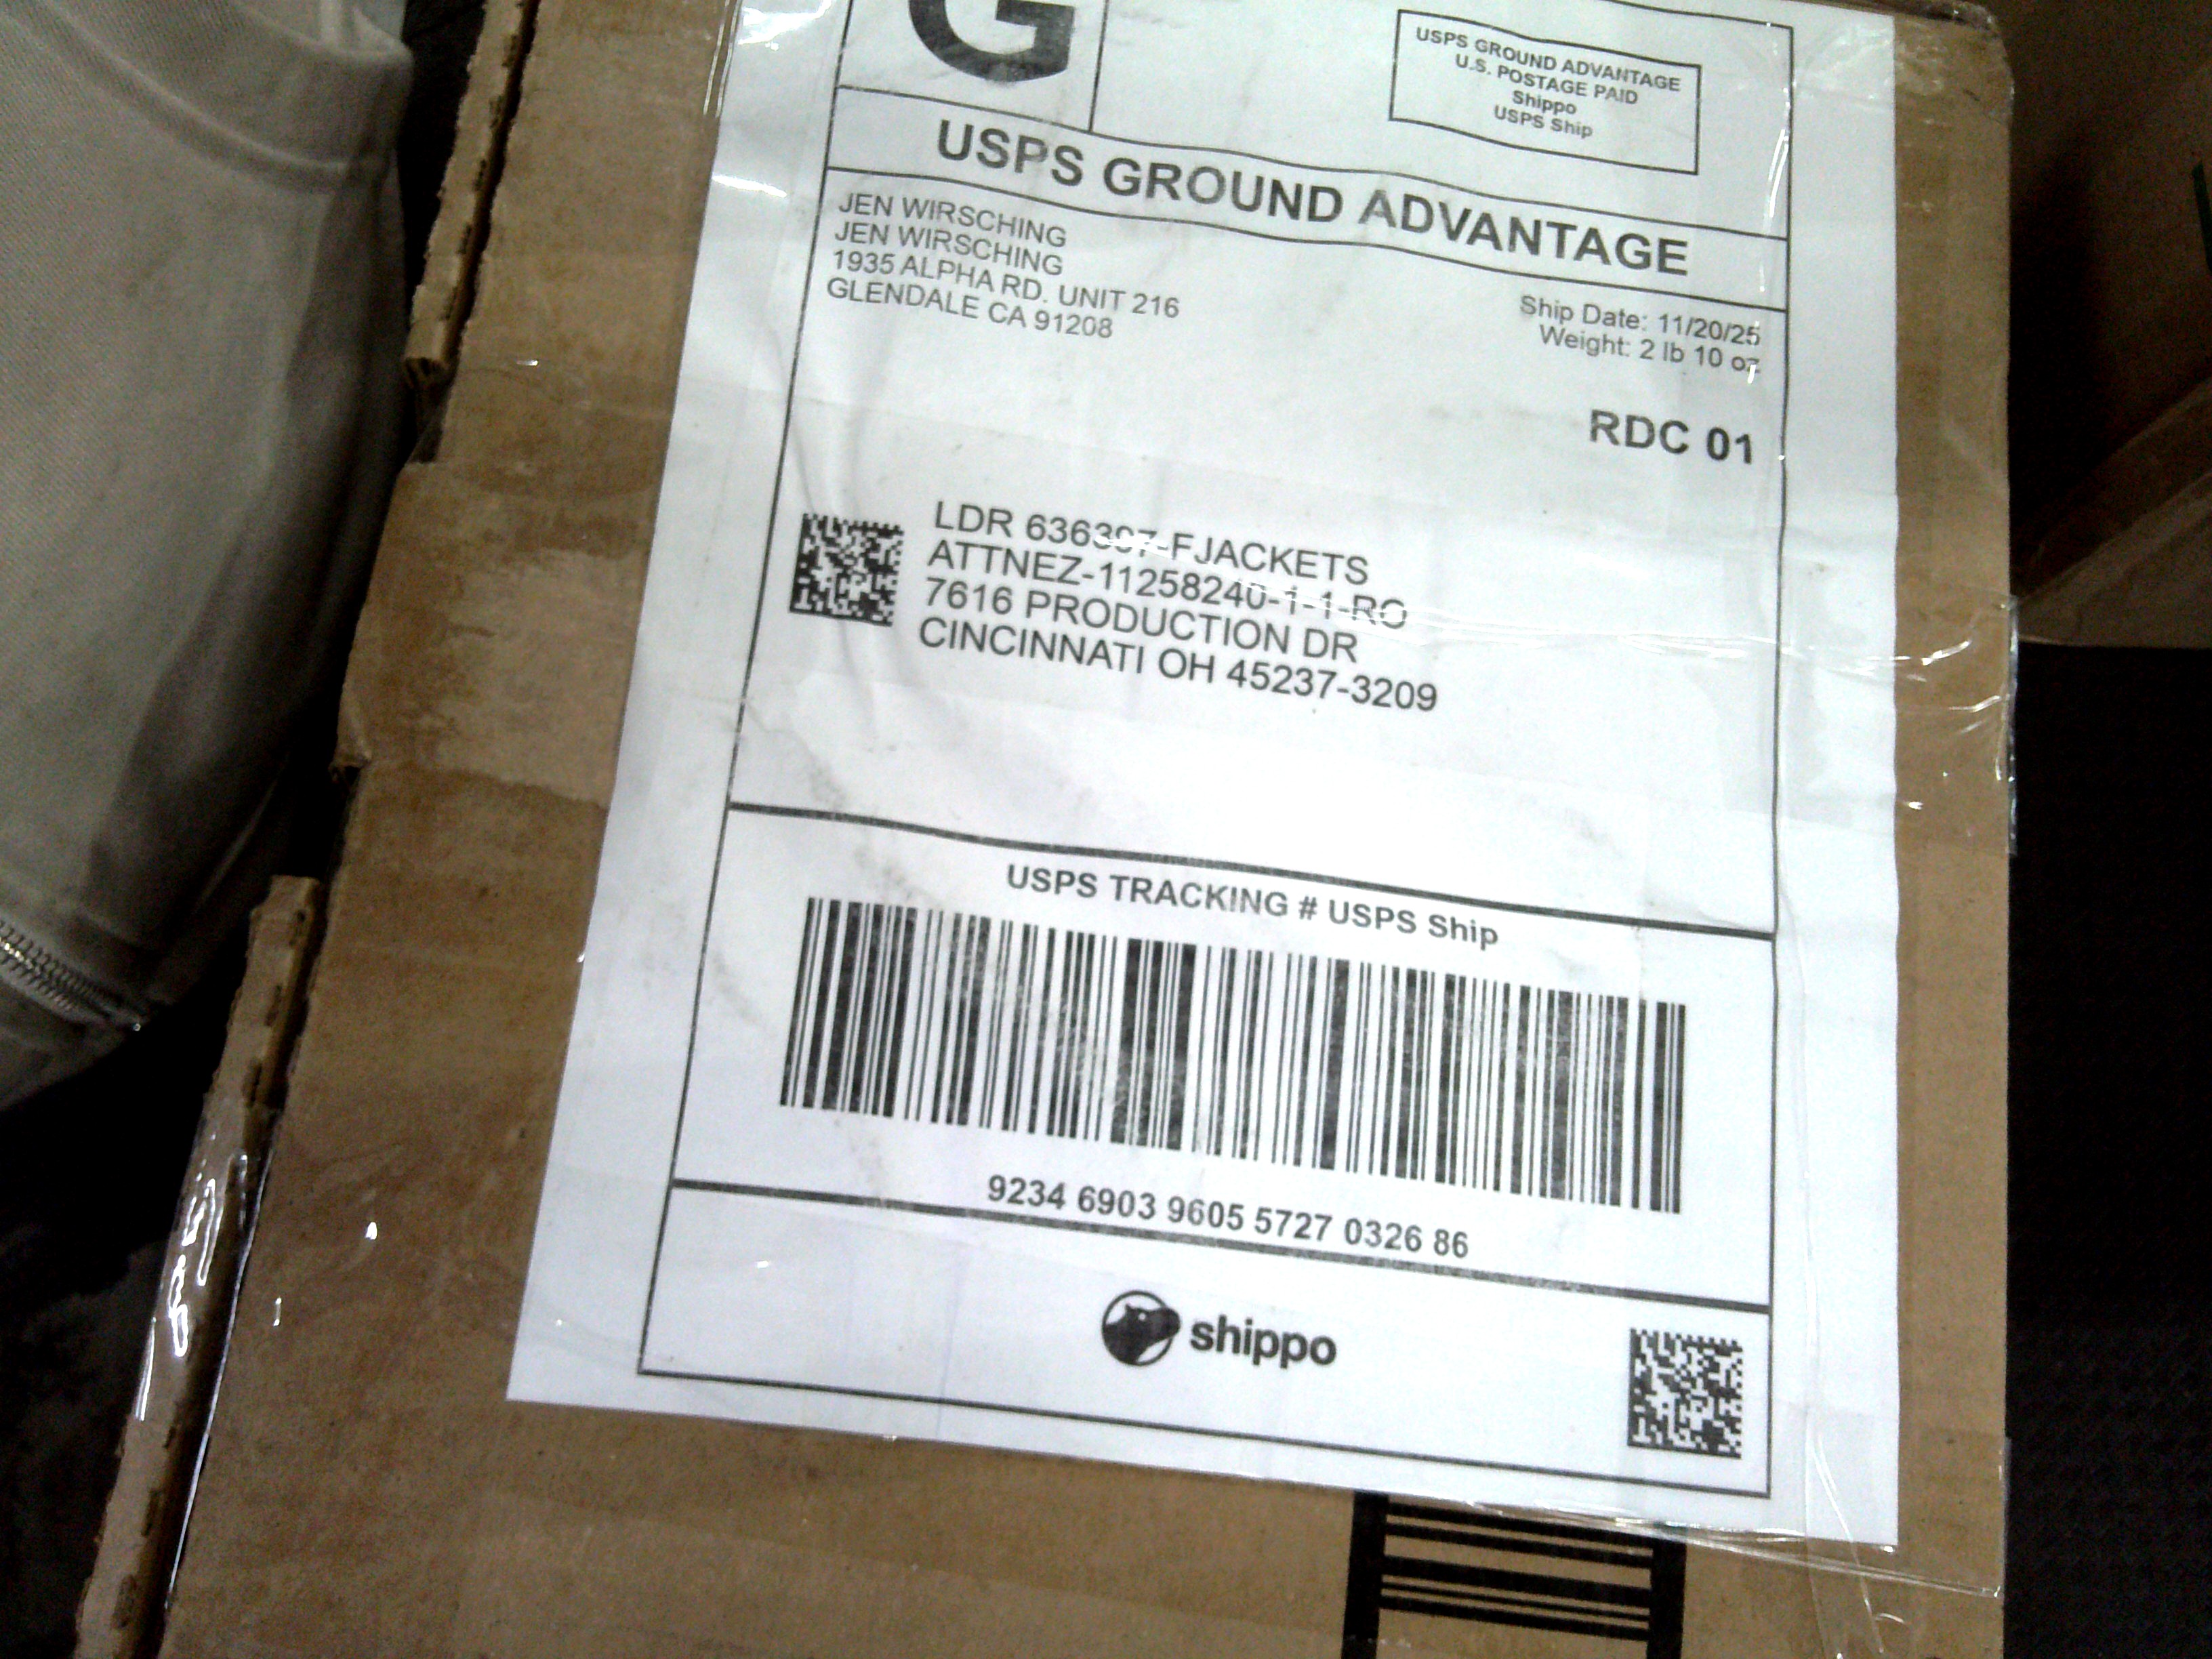 G
USPS GROUND ADVANTAGE
U.S. POSTAGE PAID
Shippo
USPS Ship
USPS GROUND ADVANTAGE
JEN WIRSCHING
JEN WIRSCHING
1935 ALPHA RD. UNIT 216
GLENDALE CA 91208
Ship Date: 11/20/25
Weight: 2 lb 10 oz
RDC 01
LDR 636397-FJACKETS
ATTNEZ-11258240-1-1-RO
7616 PRODUCTION DR
CINCINNATI OH 45237-3209
USPS TRACKING # USPS Ship
9234 6903 9605 5727 0326 86
shippo